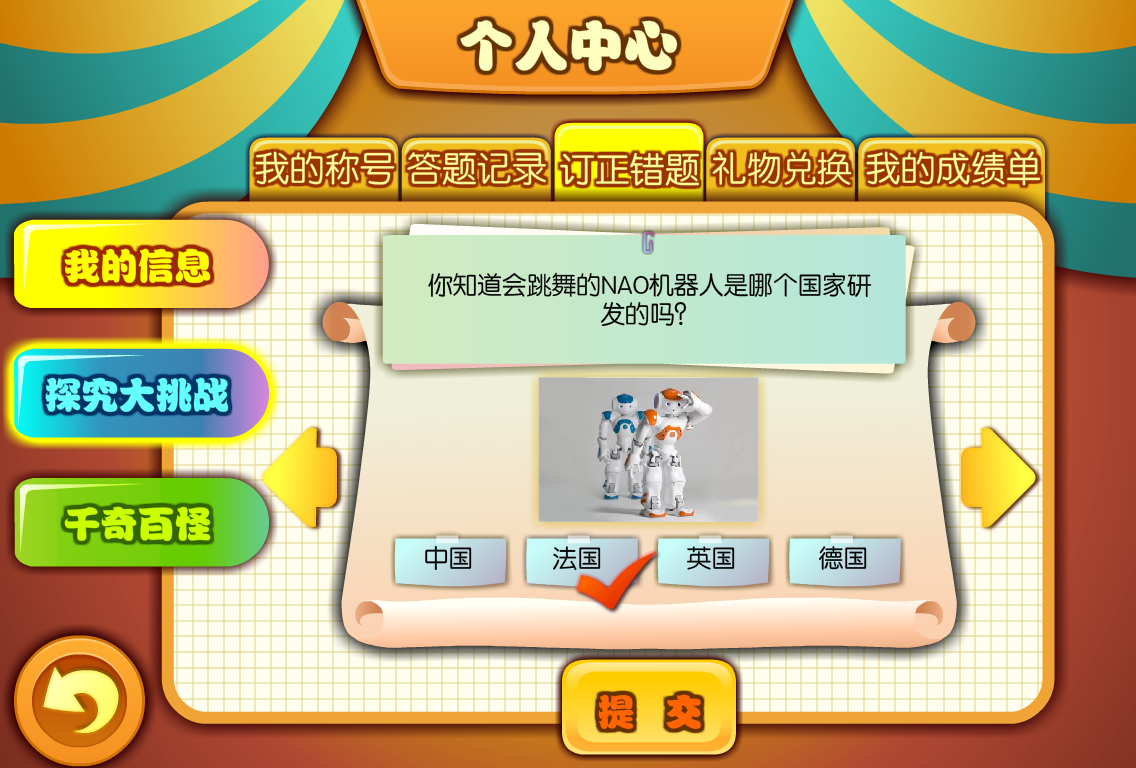 个人中心
我的称号 答题记录 订正错题 礼物兑换 我的成绩单
我的信息
探究大挑战
千奇百怪
你知道会跳舞的NAO机器人是哪个国家研
发的吗?
中国 法国 英国 德国
提 交